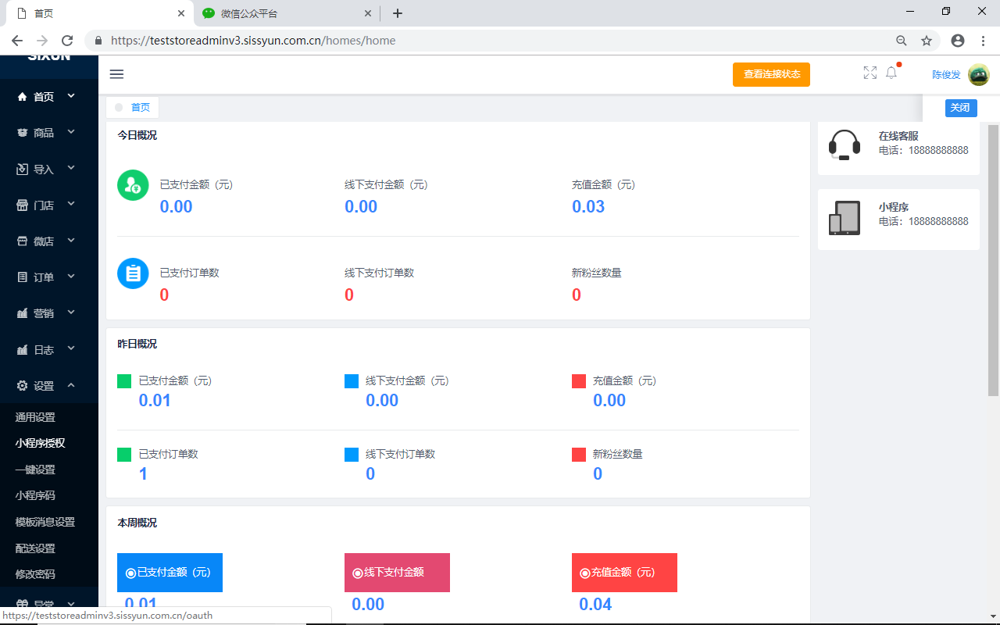 首页
微信公众平台
https://teststoreadminv3.sissyun.com.cn/homes/home
SIXUN
查看连接状态
陈俊发
首页
关闭
首页
商品
导入
门店
微店
订单
营销
日志
设置
通用设置
小程序授权
一键设置
小程序码
模板消息设置
配送设置
修改密码
今日概况
已支付金额（元）
线下支付金额（元）
充值金额（元）
0.00
0.00
0.03
已支付订单数
线下支付订单数
新粉丝数量
0
0
0
昨日概况
已支付金额（元）
线下支付金额（元）
充值金额（元）
0.01
0.00
0.00
已支付订单数
线下支付订单数
新粉丝数量
1
0
0
本周概况
已支付金额（元）
线下支付金额
充值金额（元）
0.01
0.00
0.04
在线客服
电话：18888888888
小程序
电话：18888888888
https://teststoreadminv3.sissyun.com.cn/oauth